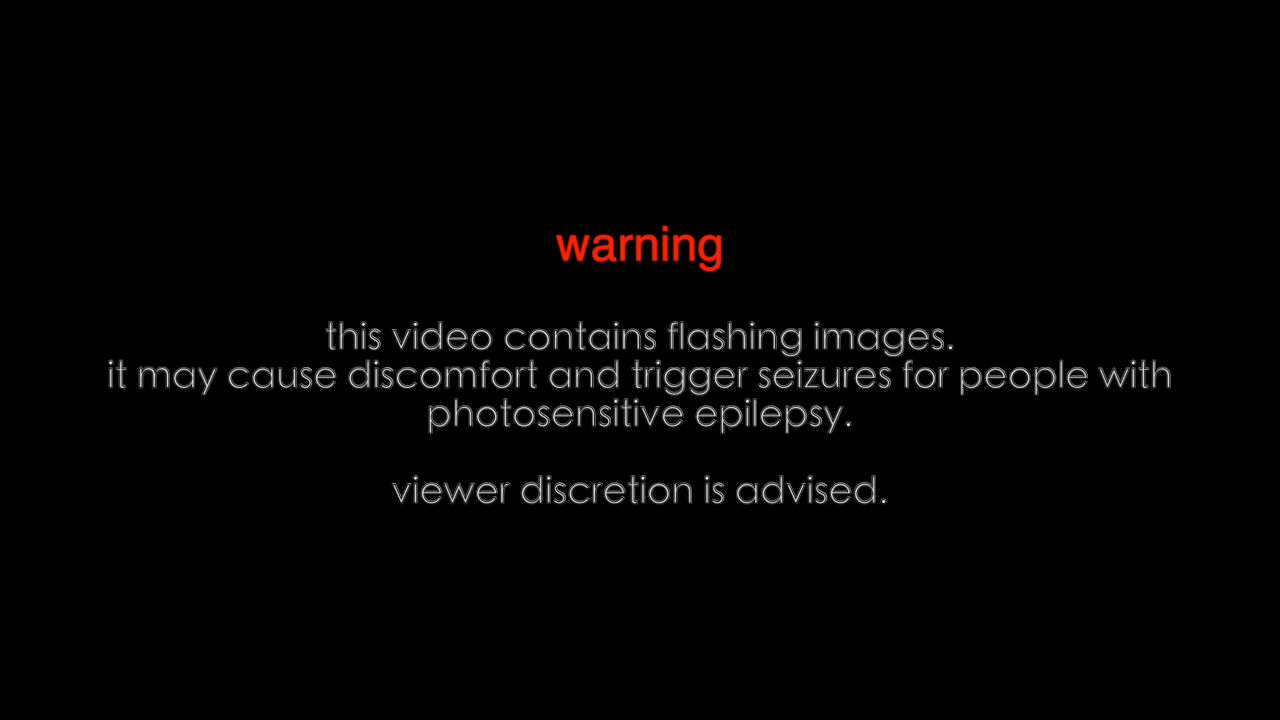 warning
this video contains flashing images.
it may cause discomfort and trigger seizures for people with
photosensitive epilepsy.
viewer discretion is advised.